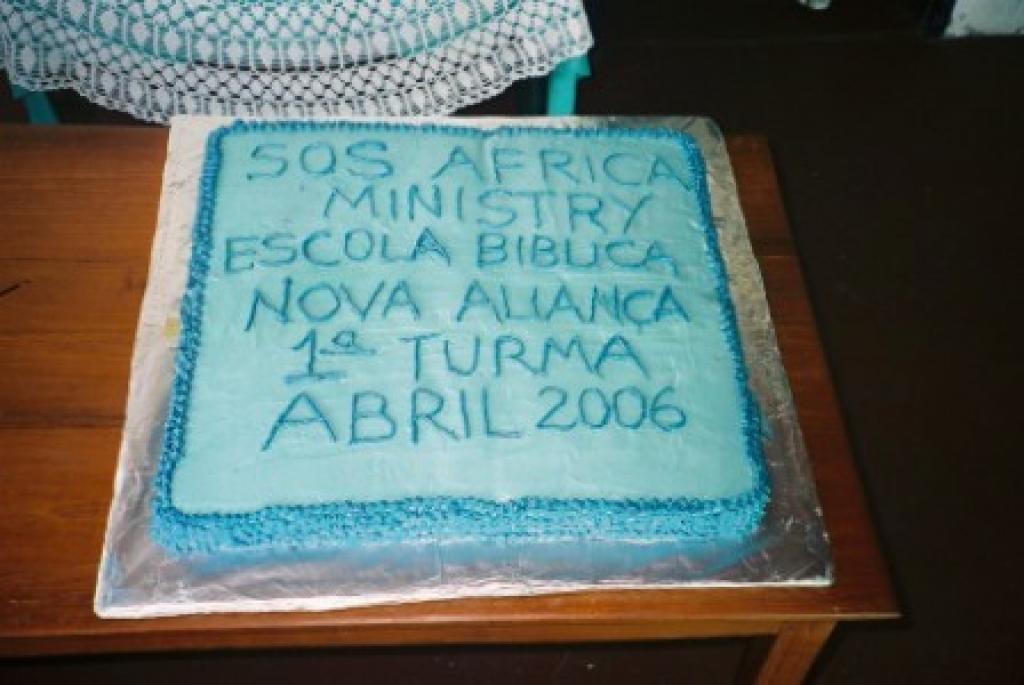 SOS AFRICA
MINISTRY
ESCOLA BIBLICA
NOVA ALIANÇA
1ª TURMA
ABRIL 2006